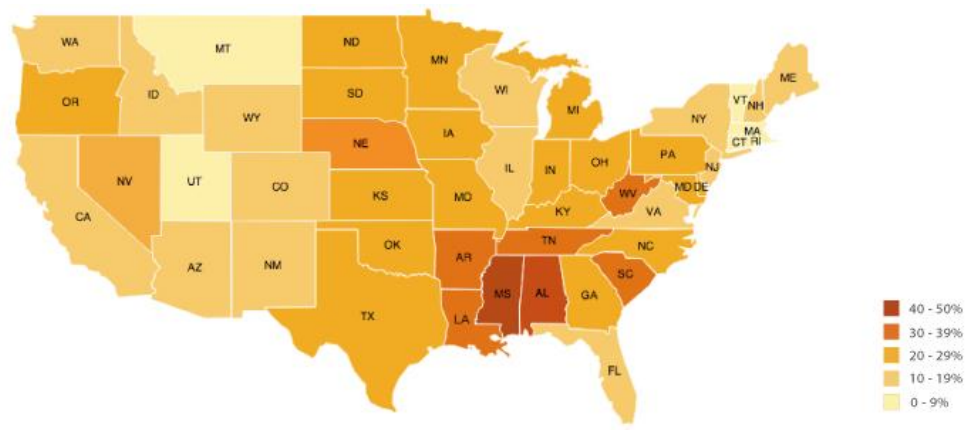 WA
MT
ND
MN
OR
ID
SD
WI
MI
ME
VT
NH
NY
WY
MA
CT RI
IA
NE
PA
NJ
OH
IN
IL
NV
UT
CO
KS
MO
WV
MD DE
VA
KY
CA
OK
AR
TN
NC
AZ
NM
SC
MS
AL
GA
TX
LA
FL
40 - 50%
30 - 39%
20 - 29%
10 - 19%
0 - 9%